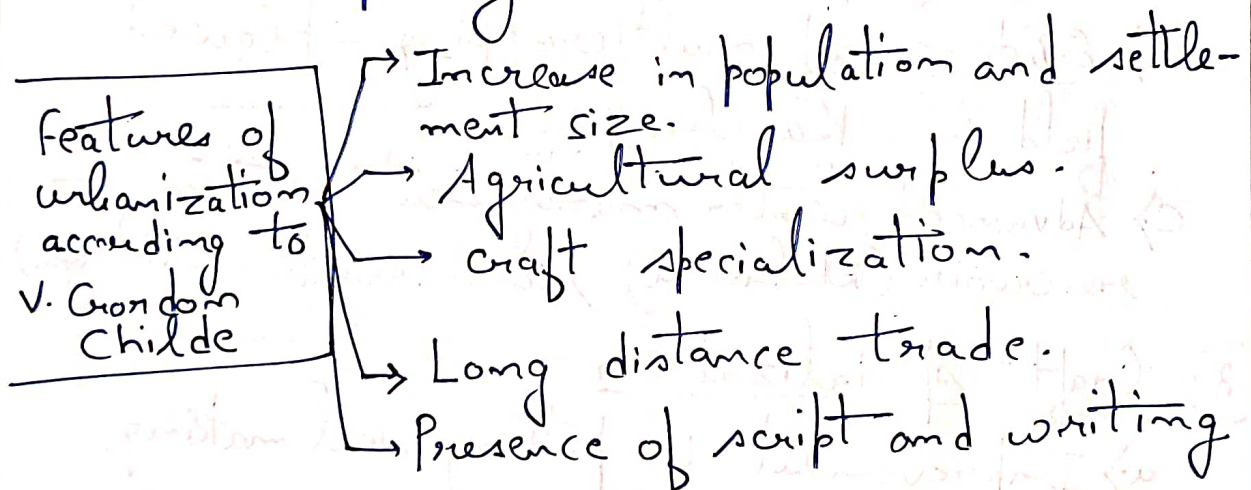 Features of
urbanization
according to
V. Gordon
Childe
Increase in population and settle-
ment size.
Agricultural surplus.
craft specialization.
Long distance trade.
Presence of script and writing